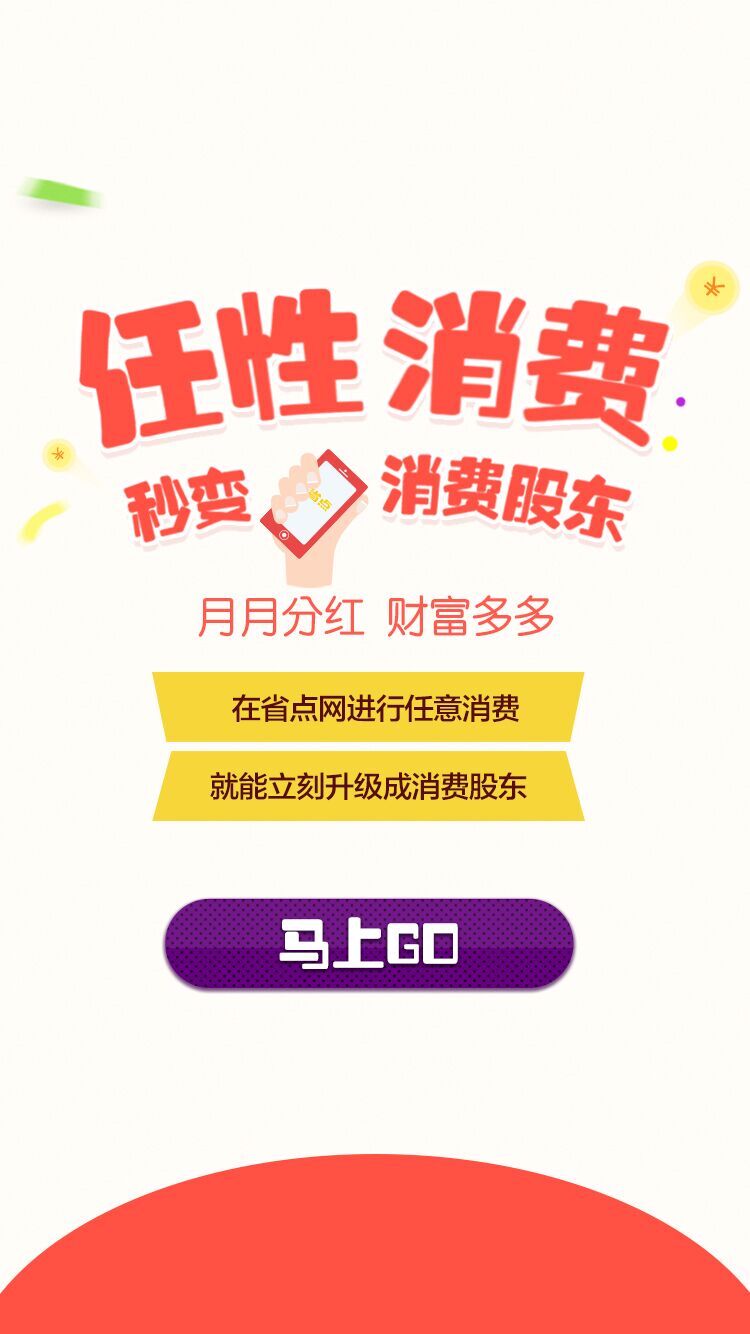 任性消费
秒变 消费股东
省点
月月分红 财富多多
在省点网进行任意消费
就能立刻升级成消费股东
马上GO